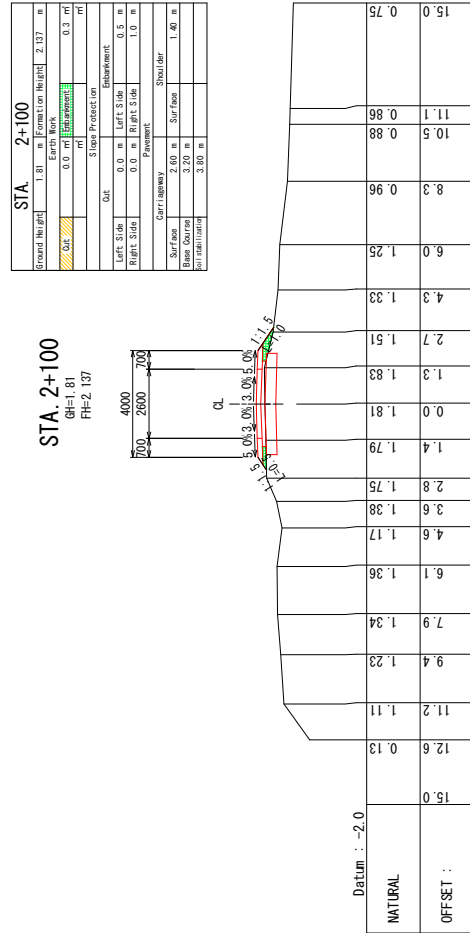 STA. 2+100
Ground Height 1.81 m Formation Height 2.137 m
Earth Work
Cut 0.0 ㎡ Embankment 0.3 ㎡
㎡ ㎡
Slope Protection
Cut Embankment
Left Side 0.0 m Left Side 0.5 m
Right Side 0.0 m Right Side 1.0 m
Pavement
Carriageway Shoulder
Surface 2.60 m Surface 1.40 m
Base Course 3.20 m
Soil stabilization 3.80 m
STA. 2+100
GH=1.81
FH=2.137
4000
700 2600 700
CL
5.0% 3.0% 3.0% 5.0%
1:1.5 1:1.5
L=0.5 L=1.0
Datum : -2.0
NATURAL 0.13 1.11 1.23 1.34 1.36 1.17 1.38 1.75 1.79 1.81 1.83 1.51 1.33 1.25 0.96 0.88 0.86 0.75
OFFSET : 15.0 12.6 11.2 9.4 7.9 6.1 4.6 3.6 2.8 1.4 0.0 1.3 2.7 4.3 6.0 8.3 10.5 11.1 15.0